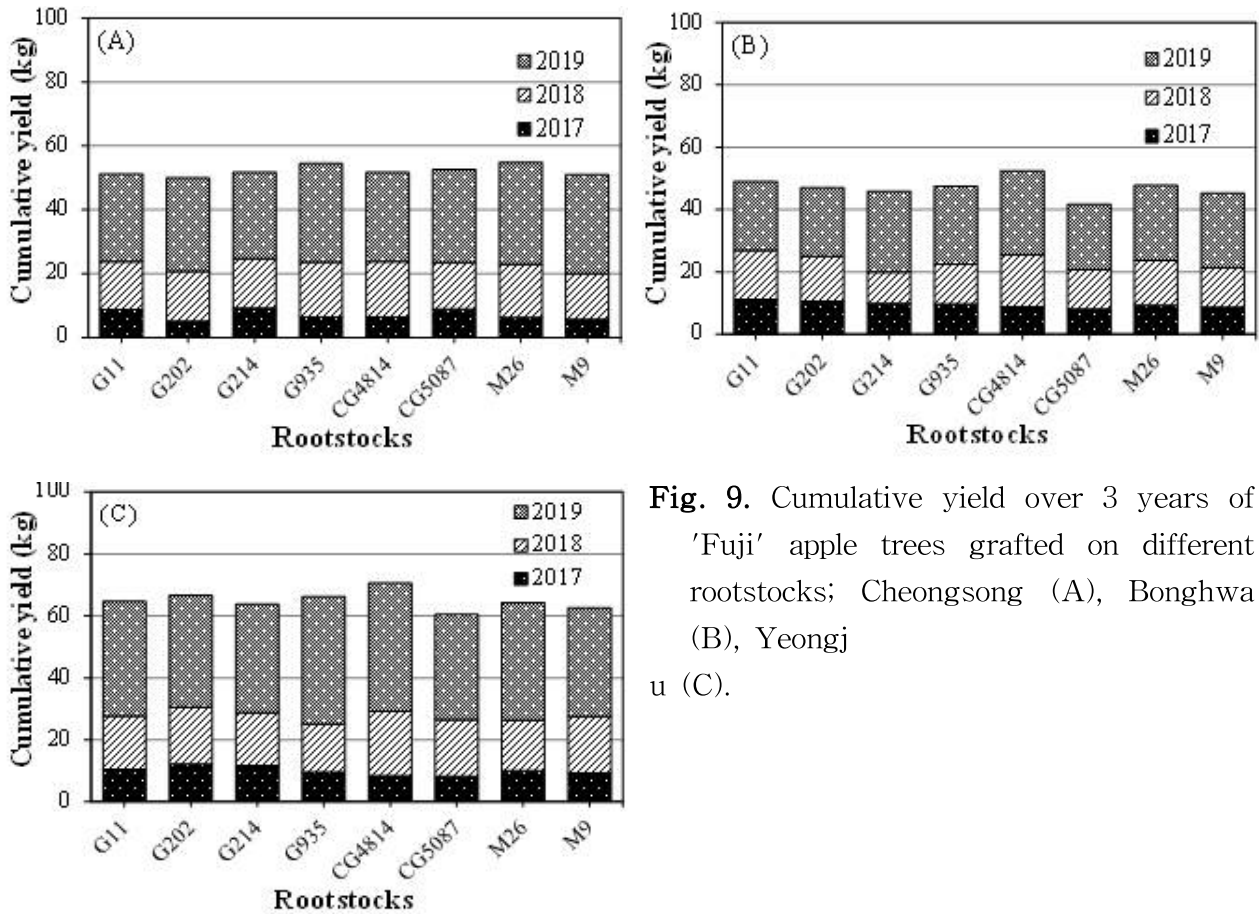 100
(A)
2019
80
2018
2017
60
40
20
0
Cumulative yield (kg)
G11
G202
G214
G935
CG4814
CG5087
M26
M9
Rootstocks
100
(B)
2019
80
2018
2017
60
40
20
0
Cumulative yield (kg)
G11
G202
G214
G935
CG4814
CG5087
M26
M9
Rootstocks
100
(C)
2019
80
2018
2017
60
40
20
0
Cumulative yield (kg)
G11
G202
G214
G935
CG4814
CG5087
M26
M9
Rootstocks
Fig. 9. Cumulative yield over 3 years of
'Fuji' apple trees grafted on different
rootstocks; Cheongsong (A), Bonghwa
(B), Yeongj
u (C).